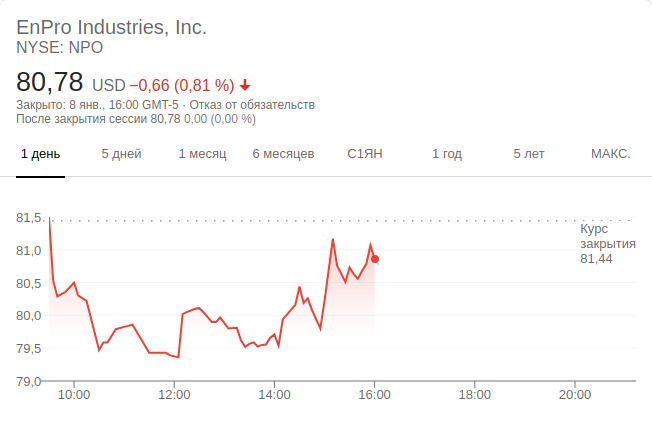 EnPro Industries, Inc.
NYSE: NPO
80,78 USD −0,66 (0,81 %)
Закрыто: 8 янв., 16:00 GMT-5 · Отказ от обязательств
После закрытия сессии 80,78 0,00 (0,00 %)
1 день 5 дней 1 месяц 6 месяцев С1ЯН 1 год 5 лет МАКС.
81,5
Курс
закрытия
81,44
81,0
80,5
80,0
79,5
79,0
10:00 12:00 14:00 16:00 18:00 20:00